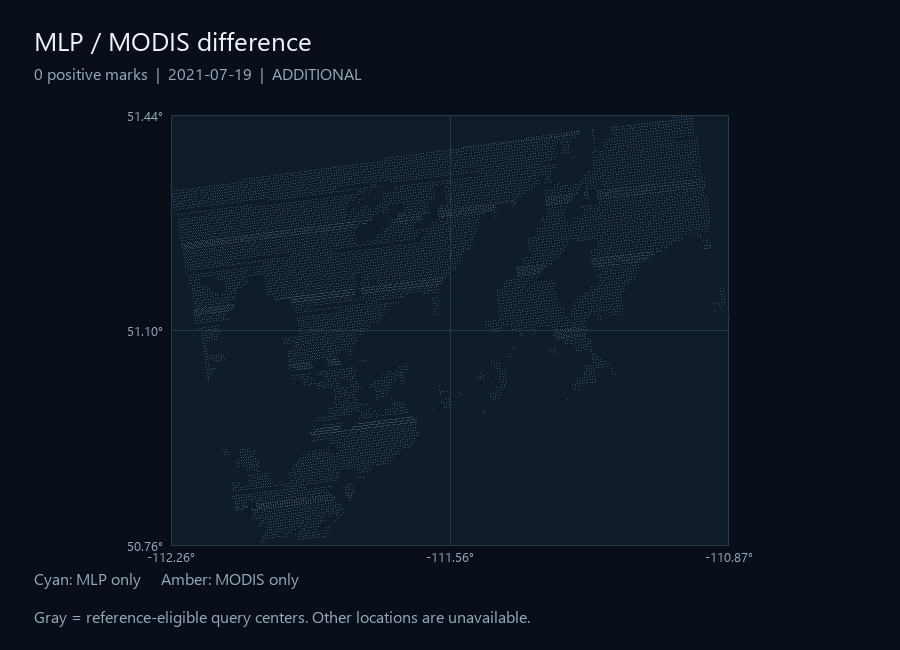 MLP / MODIS difference
0 positive marks | 2021-07-19 | ADDITIONAL
51.44°
51.10°
50.76°
-112.26° -111.56° -110.87°
Cyan: MLP only Amber: MODIS only
Gray = reference-eligible query centers. Other locations are unavailable.